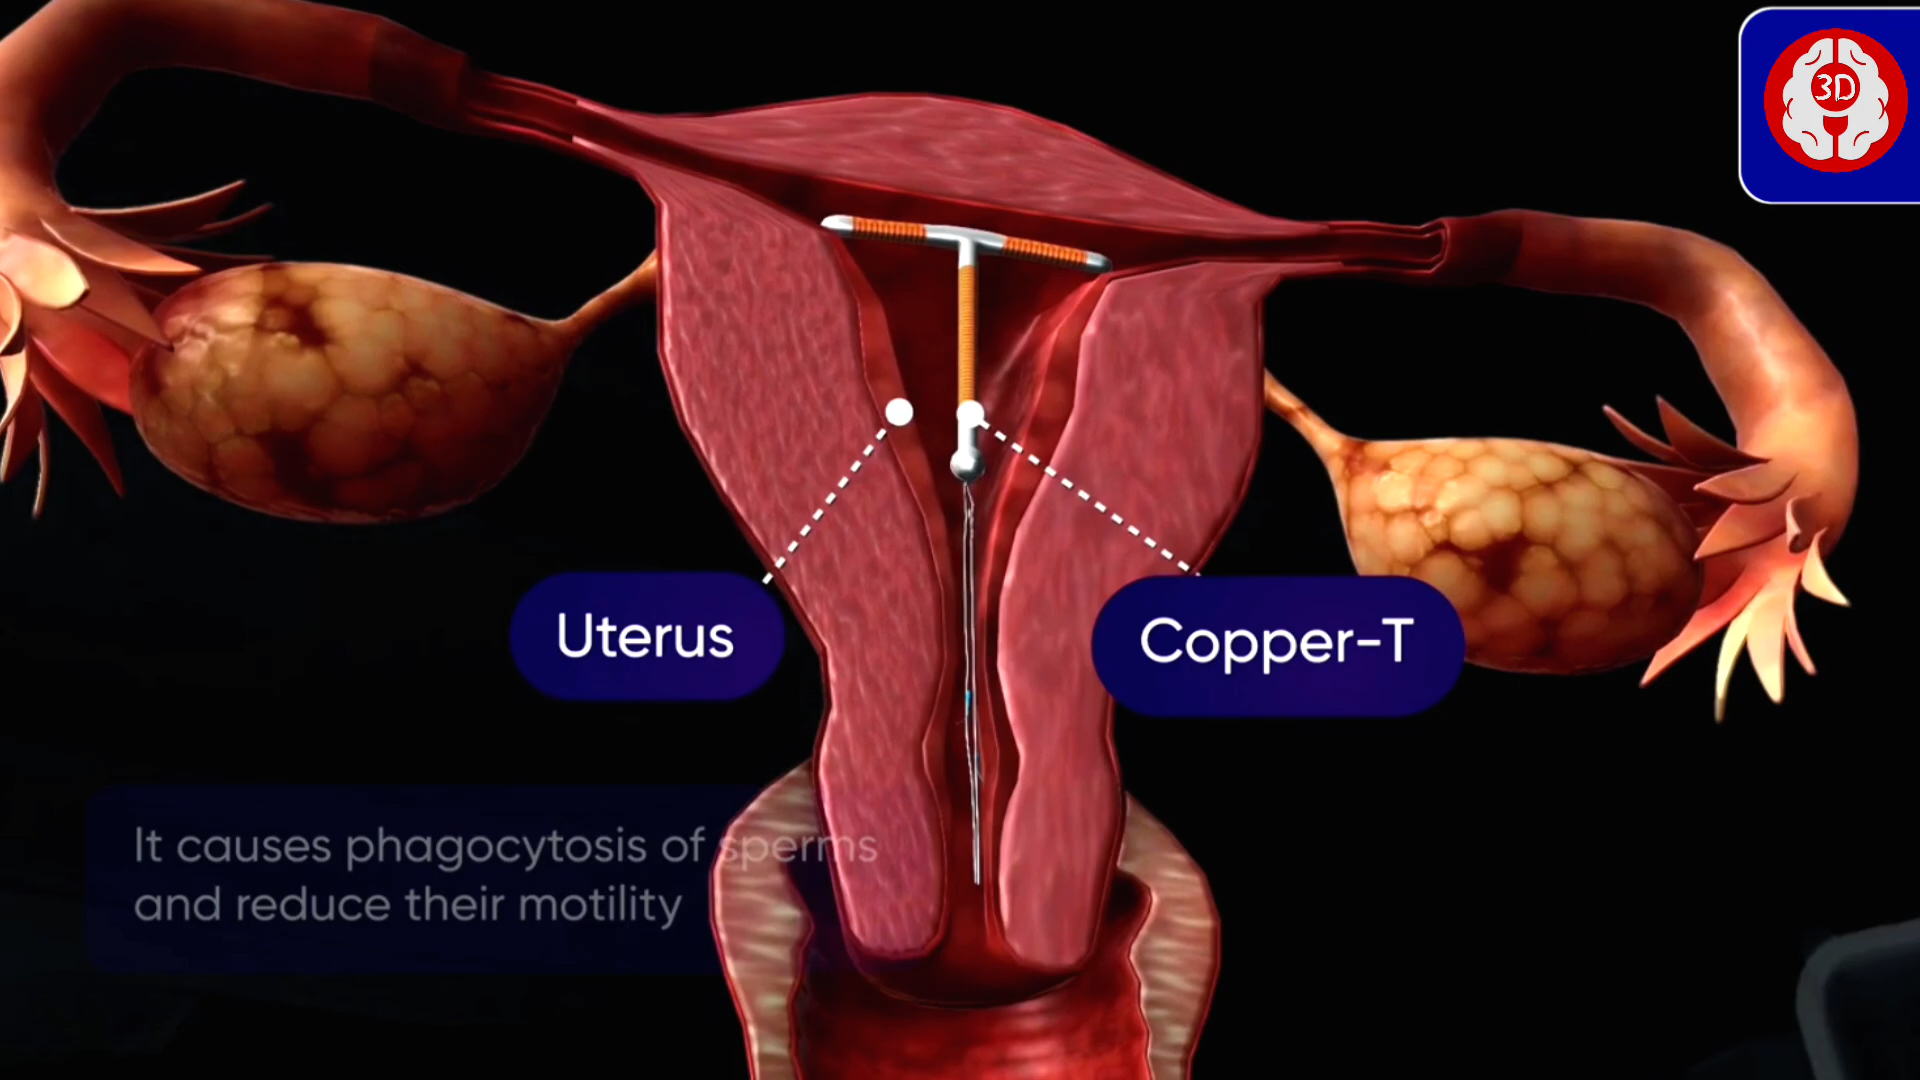 3D
Uterus
Copper-T
It causes phagocytosis of sperms
and reduce their motility